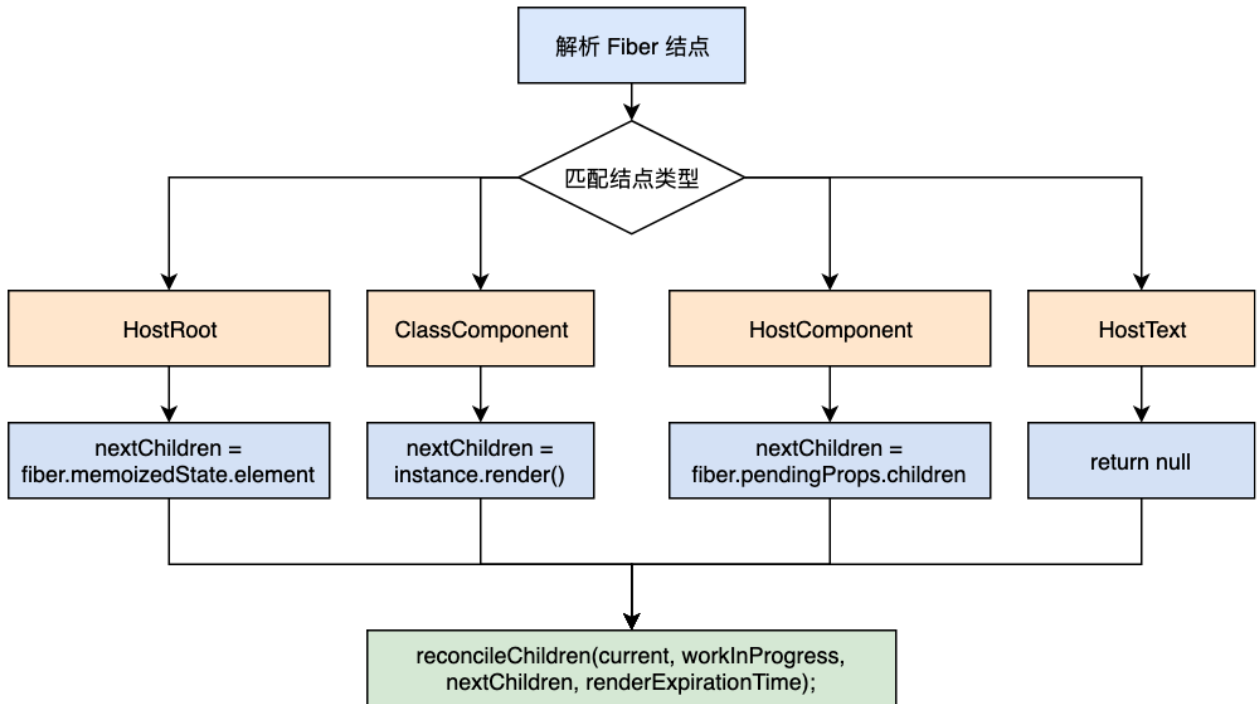 解析 Fiber 结点
匹配结点类型
HostRoot
ClassComponent
HostComponent
HostText
nextChildren =
fiber.memoizedState.element
nextChildren =
instance.render()
nextChildren =
fiber.pendingProps.children
return null
reconcileChildren(current, workInProgress,
nextChildren, renderExpirationTime);